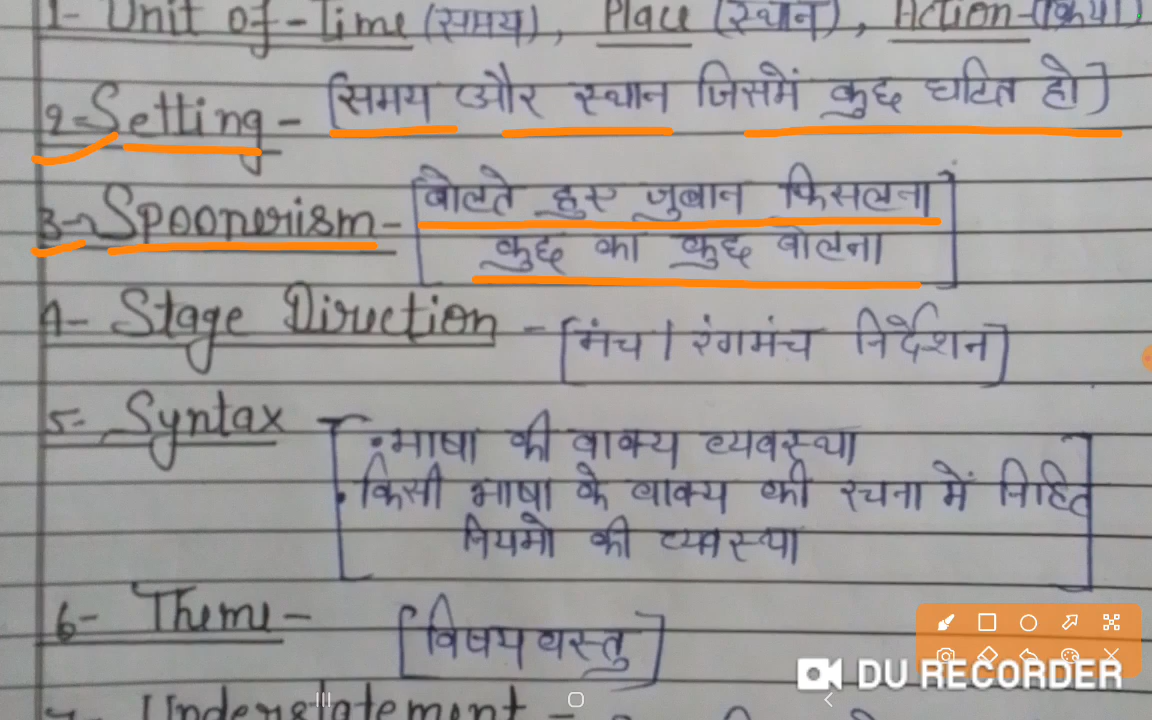 1- Unit of - Time (समय), Place (स्थान), Action - (क्रिया)
2- Setting - [समय और स्थान जिसमें कुछ घटित हो]
3- Spoonerism - [बोलते हुए जुबान फिसलना
कुछ का कुछ बोलना]
4- Stage Direction - [मंच / रंगमंच निर्देशन]
5- Syntax - [• भाषा की वाक्य व्यवस्था
• किसी भाषा के वाक्य की रचना में निहित
नियमो की व्यवस्था]
6- Theme - [विषयवस्तु]
7- Understatement -
DU RECORDER